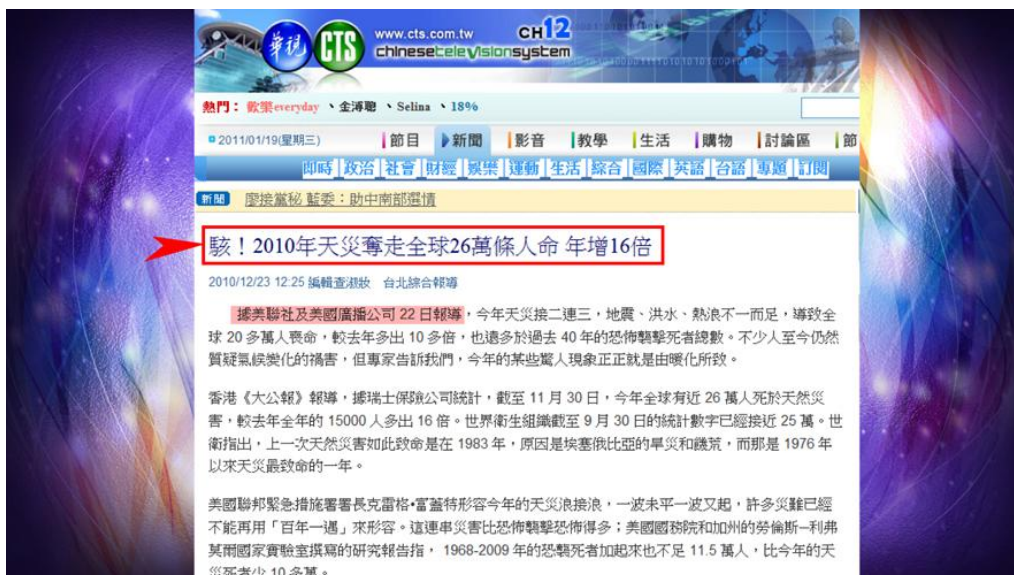 華視 CTS www.cts.com.tw CH12
chinesetelevisionsystem
熱門：歡樂everyday、金溥聰、Selina、18%
2011/01/19(星期三) 節目 新聞 影音 教學 生活 購物 討論區 節
即時 政治 社會 財經 娛樂 運動 生活 綜合 國際 英語 台語 專題 訂閱
新聞 廖接黨秘 藍委：助中南部選情
駭！2010年天災奪走全球26萬條人命 年增16倍
2010/12/23 12:25 編輯查淑妝 台北綜合報導
據美聯社及美國廣播公司 22 日報導，今年天災接二連三，地震、洪水、熱浪不一而足，導致全
球 20 多萬人喪命，較去年多出 10 多倍，也遠多於過去 40 年的恐怖襲擊死者總數。不少人至今仍然
質疑氣候變化的禍害，但專家告訴我們，今年的某些驚人現象正正就是由暖化所致。
香港《大公報》報導，據瑞士保險公司統計，截至 11 月 30 日，今年全球有近 26 萬人死於天然災
害，較去年全年的 15000 人多出 16 倍。世界衛生組織截至 9 月 30 日的統計數字已經接近 25 萬。世
衛指出，上一次天然災害如此致命是在 1983 年，原因是埃塞俄比亞的旱災和饑荒，而那是 1976 年
以來天災最致命的一年。
美國聯邦緊急措施署署長克雷格•富蓋特形容今年的天災浪接浪，一波未平一波又起，許多災難已經
不能再用「百年一遇」來形容。這連串災害比恐怖襲擊恐怖得多；美國國務院和加州的勞倫斯–利弗
莫爾國家實驗室撰寫的研究報告指， 1968-2009 年的恐襲死者加起來也不足 11.5 萬人，比今年的天
災死者少 10 多萬。